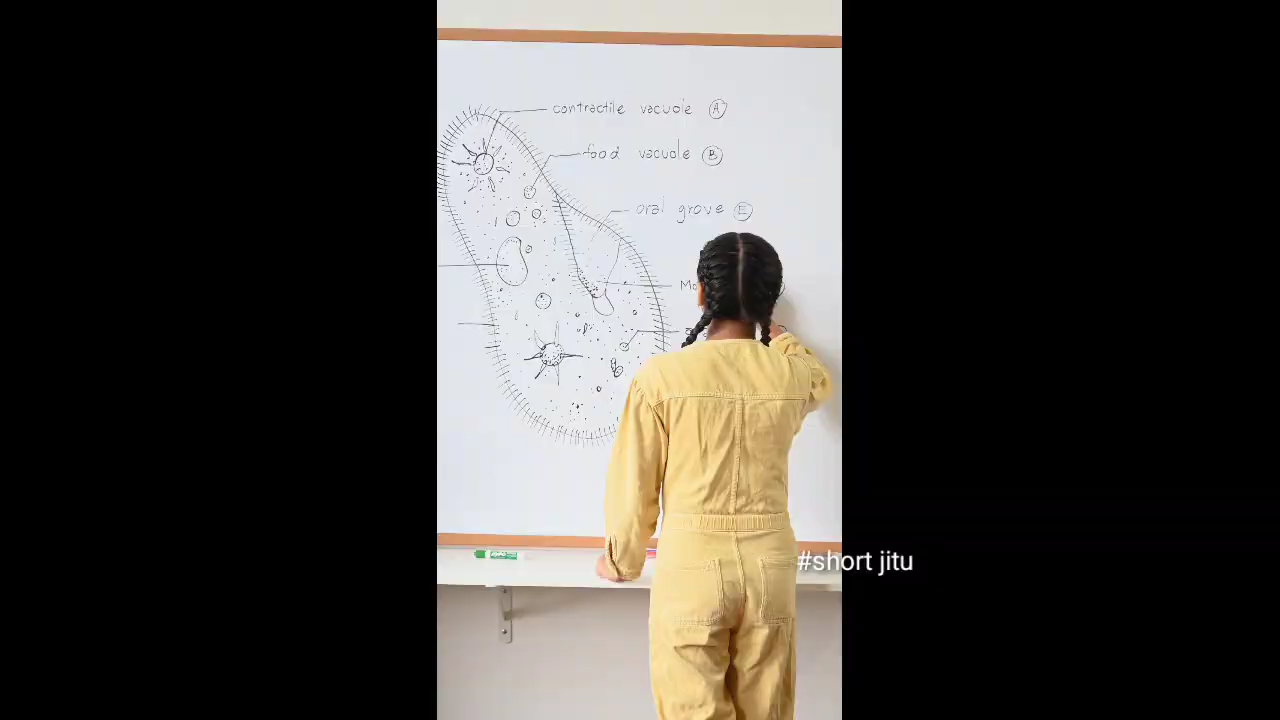 contractile vacuole A
food vacuole B
oral grove E
#short jitu